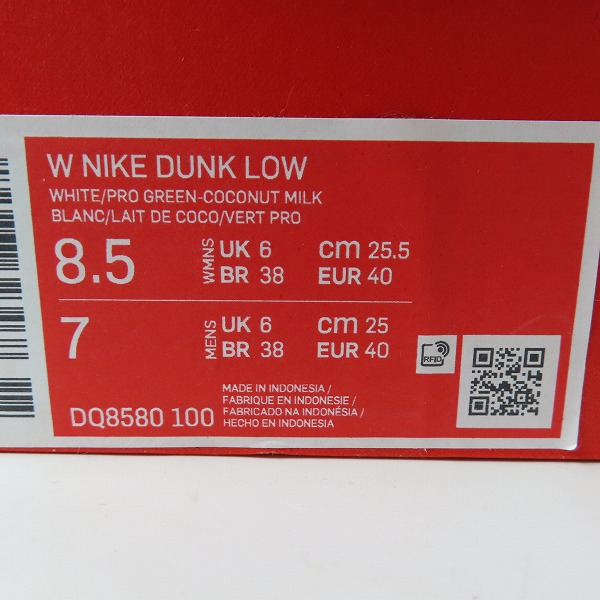 W NIKE DUNK LOW
WHITE/PRO GREEN-COCONUT MILK
BLANC/LAIT DE COCO/VERT PRO
8.5 WMNS UK 6 cm 25.5
BR 38 EUR 40
7 MENS UK 6 cm 25
BR 38 EUR 40
RFID
DQ8580 100
MADE IN INDONESIA /
FABRIQUE EN INDONESIE /
FABRICADO NA INDONÉSIA /
HECHO EN INDONESIA